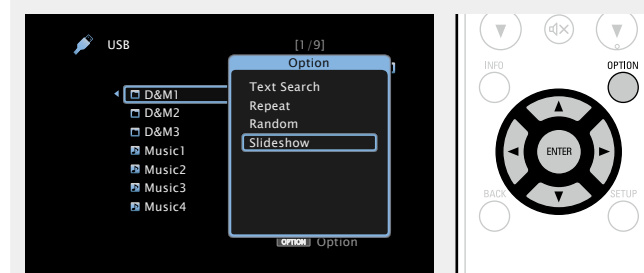 USB
[1/9]
Option
D&M1
D&M2
D&M3
Music1
Music2
Music3
Music4
Text Search
Repeat
Random
Slideshow
OPTION Option
INFO
OPTION
ENTER
BACK
SETUP